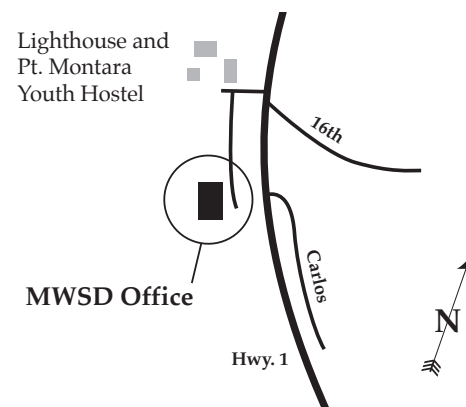 Lighthouse and
Pt. Montara
Youth Hostel
16th
MWSD Office
Carlos
Hwy. 1
N